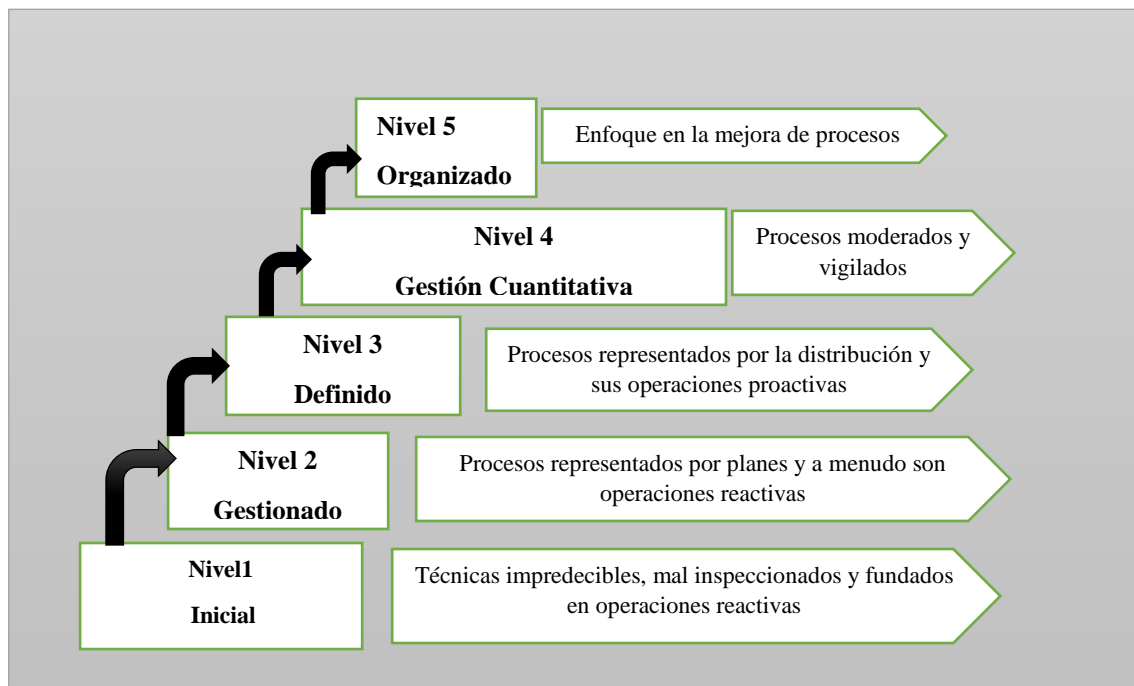 Nivel 5
Organizado
Enfoque en la mejora de procesos
Nivel 4
Gestión Cuantitativa
Procesos moderados y
vigilados
Nivel 3
Definido
Procesos representados por la distribución y
sus operaciones proactivas
Nivel 2
Gestionado
Procesos representados por planes y a menudo son
operaciones reactivas
Nivel1
Inicial
Técnicas impredecibles, mal inspeccionados y fundados
en operaciones reactivas